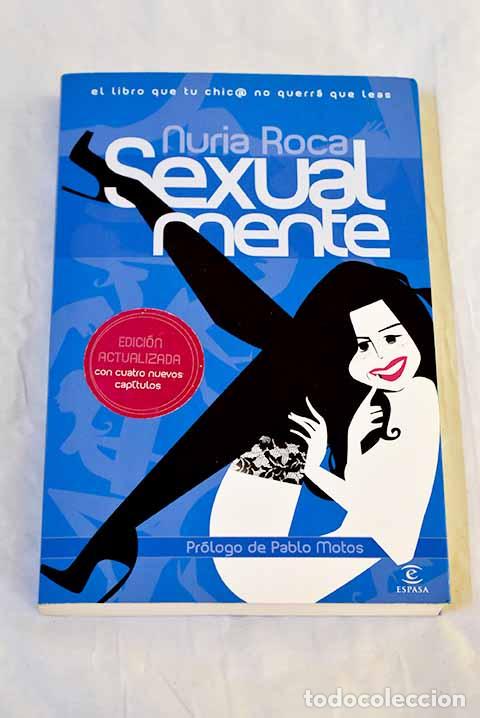 el libro que tu chic@ no querrá que leas
Nuria Roca
Sexual
mente
EDICIÓN
ACTUALIZADA
con cuatro nuevos
capítulos
Prólogo de Pablo Motos
e
ESPASA
todocoleccion